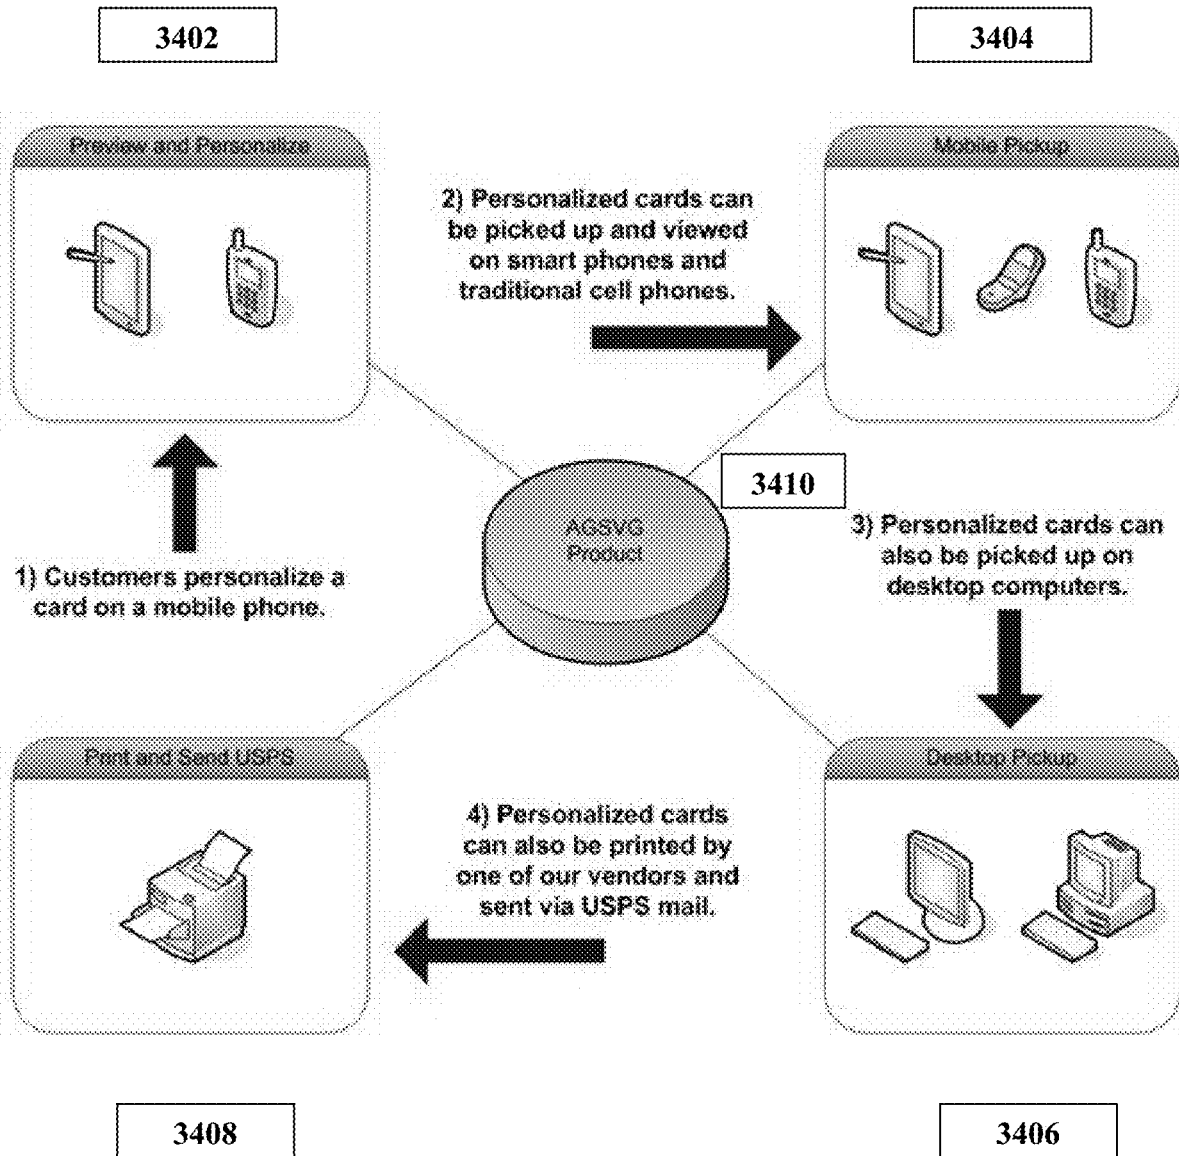 3402
3404
Preview and Personalize
Mobile Pickup
2) Personalized cards can
be picked up and viewed
on smart phones and
traditional cell phones.
3410
AGSVG
Product
1) Customers personalize a
card on a mobile phone.
3) Personalized cards can
also be picked up on
desktop computers.
Print and Send USPS
Desktop Pickup
4) Personalized cards
can also be printed by
one of our vendors and
sent via USPS mail.
3408
3406